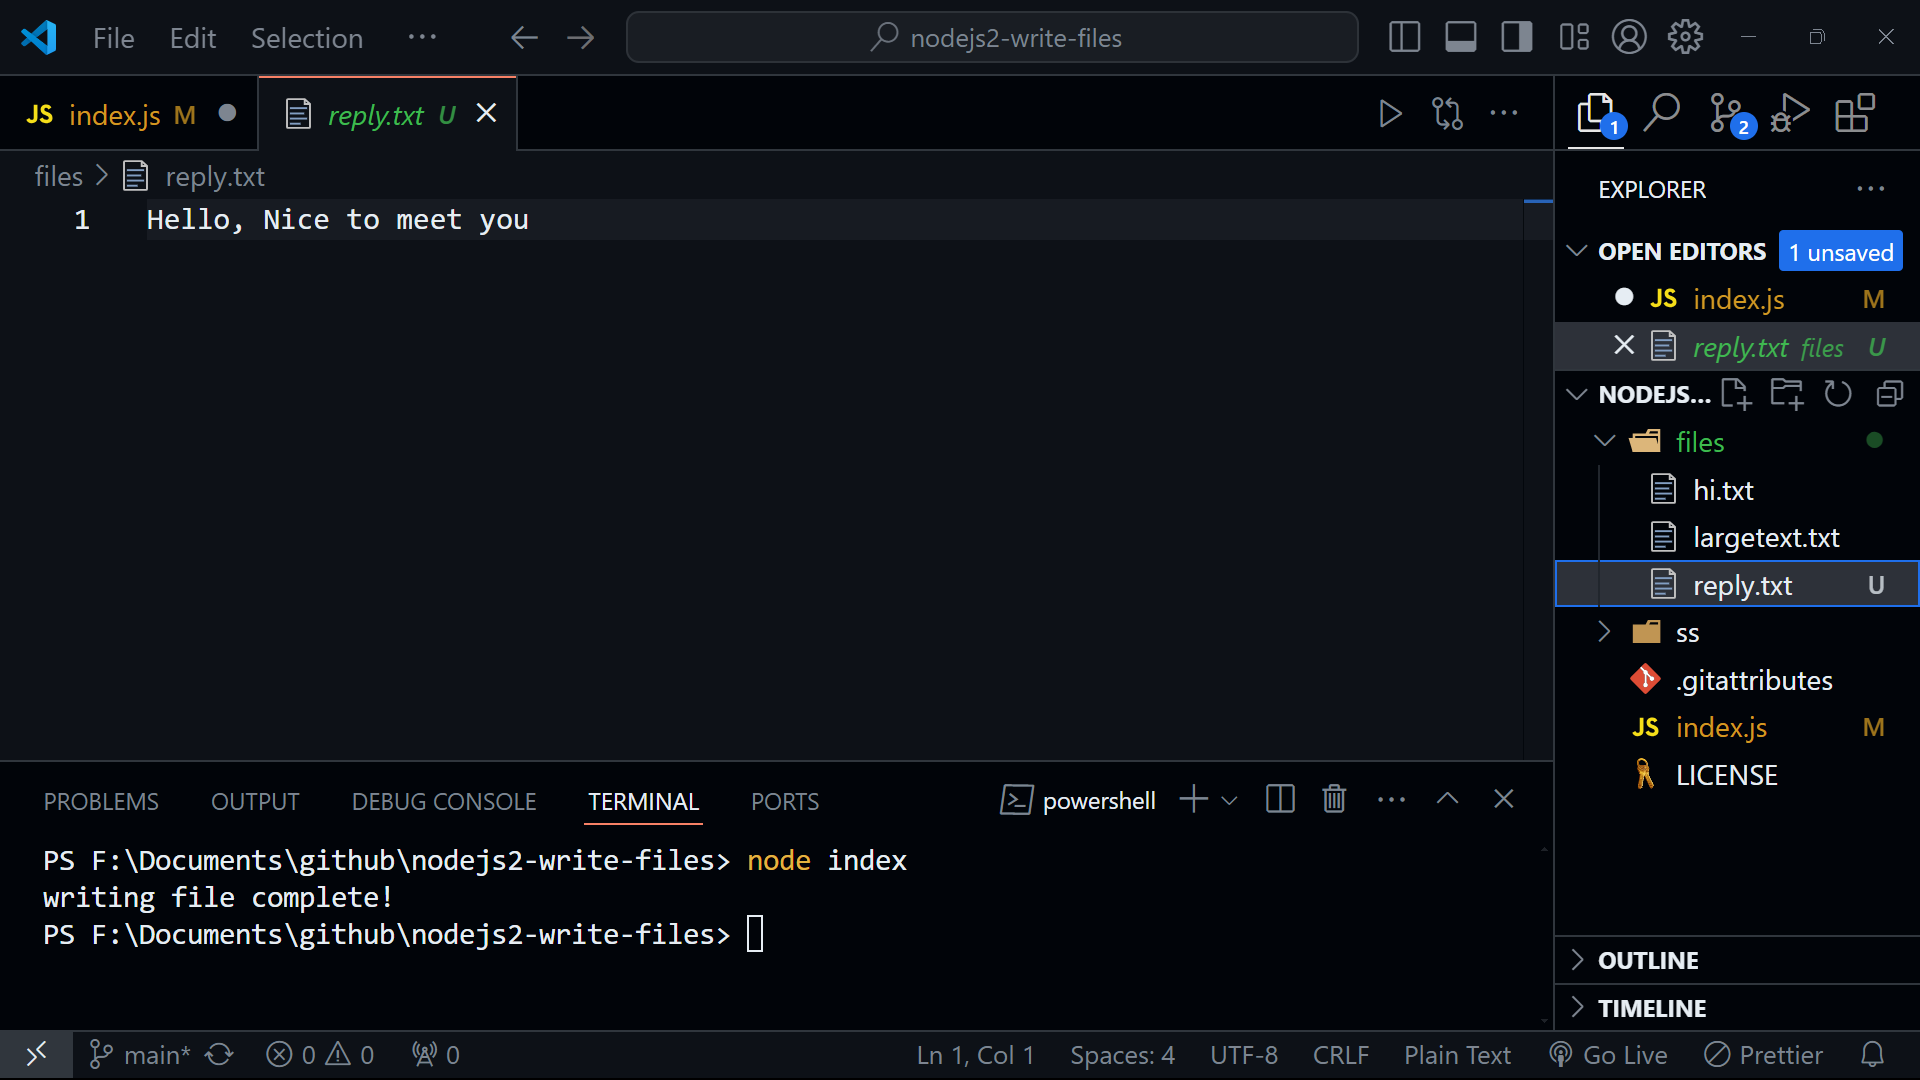 File Edit Selection ··· nodejs2-write-files
JS index.js M reply.txt U
files > reply.txt
1 Hello, Nice to meet you
PROBLEMS OUTPUT DEBUG CONSOLE TERMINAL PORTS powershell
PS F:\Documents\github\nodejs2-write-files> node index
writing file complete!
PS F:\Documents\github\nodejs2-write-files>
1 2
EXPLORER
OPEN EDITORS 1 unsaved
JS index.js M
reply.txt files U
NODEJS...
files
hi.txt
largetext.txt
reply.txt U
ss
.gitattributes
JS index.js M
LICENSE
OUTLINE
TIMELINE
main* 0 0 0 Ln 1, Col 1 Spaces: 4 UTF-8 CRLF Plain Text Go Live Prettier